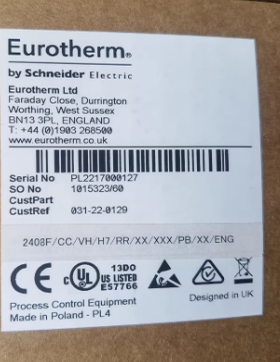 Eurotherm®
by Schneider Electric
Eurotherm Ltd
Faraday Close, Durrington
Worthing, West Sussex
BN13 3PL, ENGLAND
T: +44 (0)1903 268500
www.eurotherm.co.uk
Serial No PL2217000127
SO No 1015323/60
CustPart
CustRef 031-22-0129
2408F/CC/VH/H7/RR/XX/XXX/PB/XX/ENG
CE
c UL US LISTED
13DO
IES7766
Designed in UK
Process Control Equipment
Made in Poland - PL4